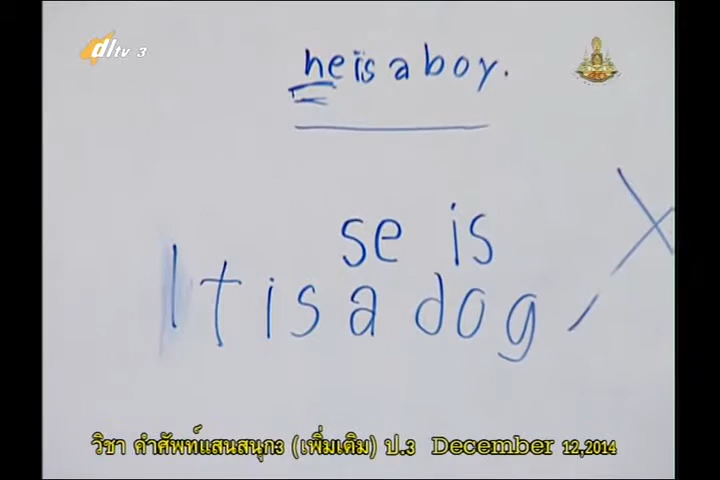 dltv 3
he is a boy.
se is
It is a dog
วิชา คำศัพท์แสนสนุก3 (เพิ่มเติม) ป.3 December 12,2014